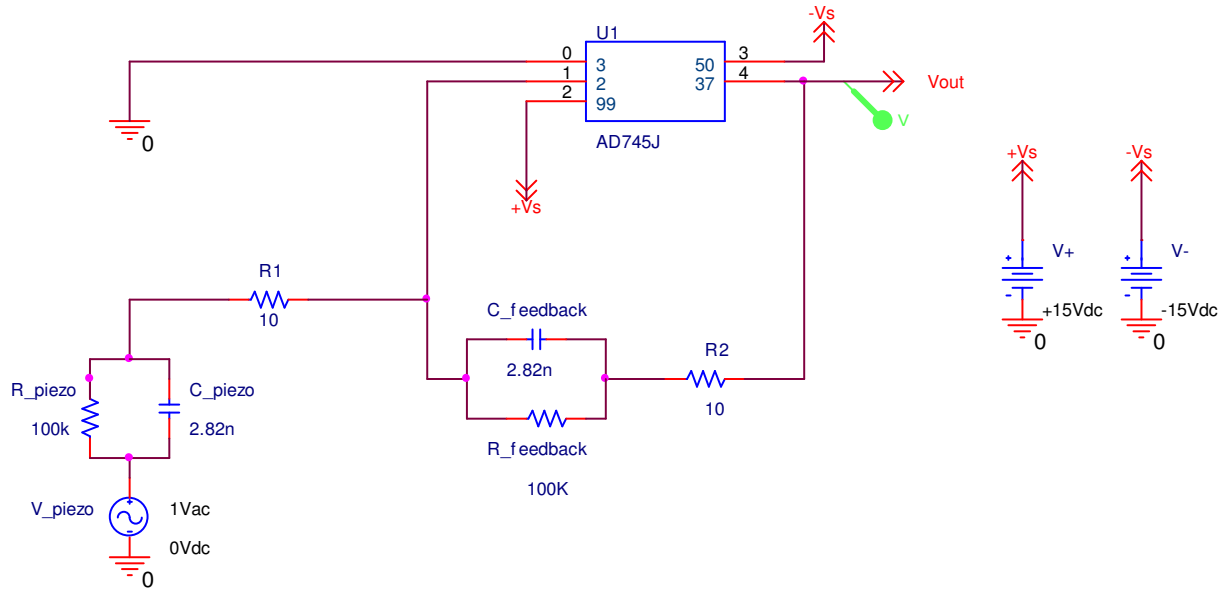 -Vs
U1
0
3
50
3
1
2
37
4
Vout
2
99
V
AD745J
0
+Vs
+Vs
-Vs
R1
10
C_feedback
2.82n
V+
V-
+15Vdc
-15Vdc
0
0
R2
10
R_piezo
C_piezo
100k
2.82n
R_feedback
100K
V_piezo
1Vac
0Vdc
0